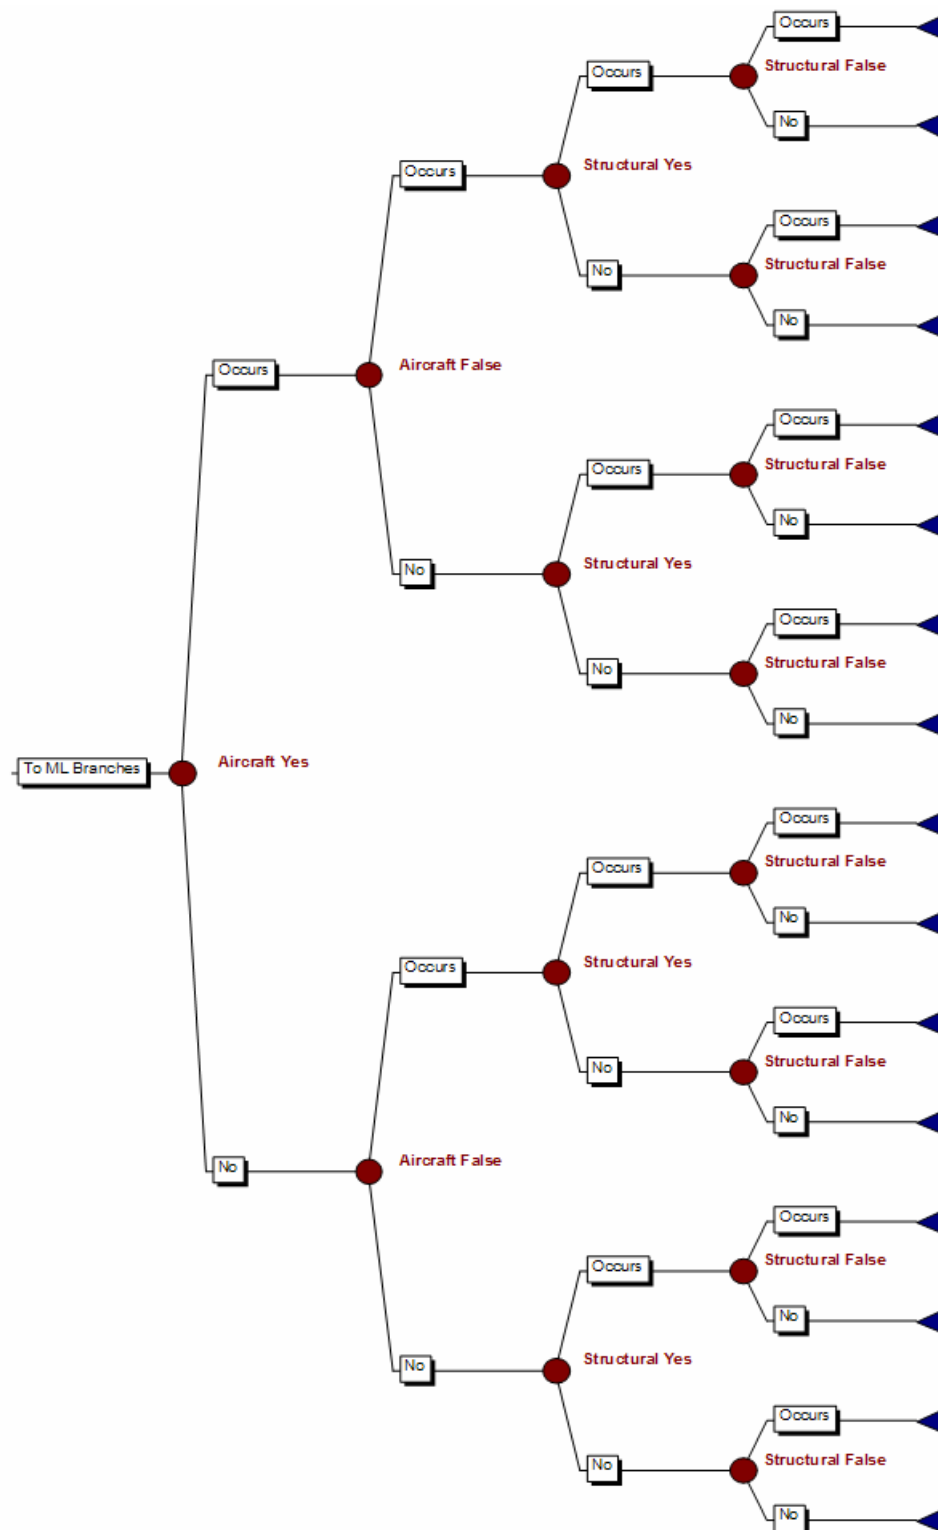 Occurs
Structural False
Occurs
No
Structural Yes
Occurs
Occurs
Structural False
No
No
Aircraft False
Occurs
Occurs
Structural False
Occurs
No
Structural Yes
No
Occurs
Structural False
No
No
Aircraft Yes
To ML Branches
Occurs
Structural False
Occurs
No
Structural Yes
Occurs
Occurs
Structural False
No
No
Aircraft False
No
Occurs
Structural False
Occurs
No
Structural Yes
No
Occurs
Structural False
No
No